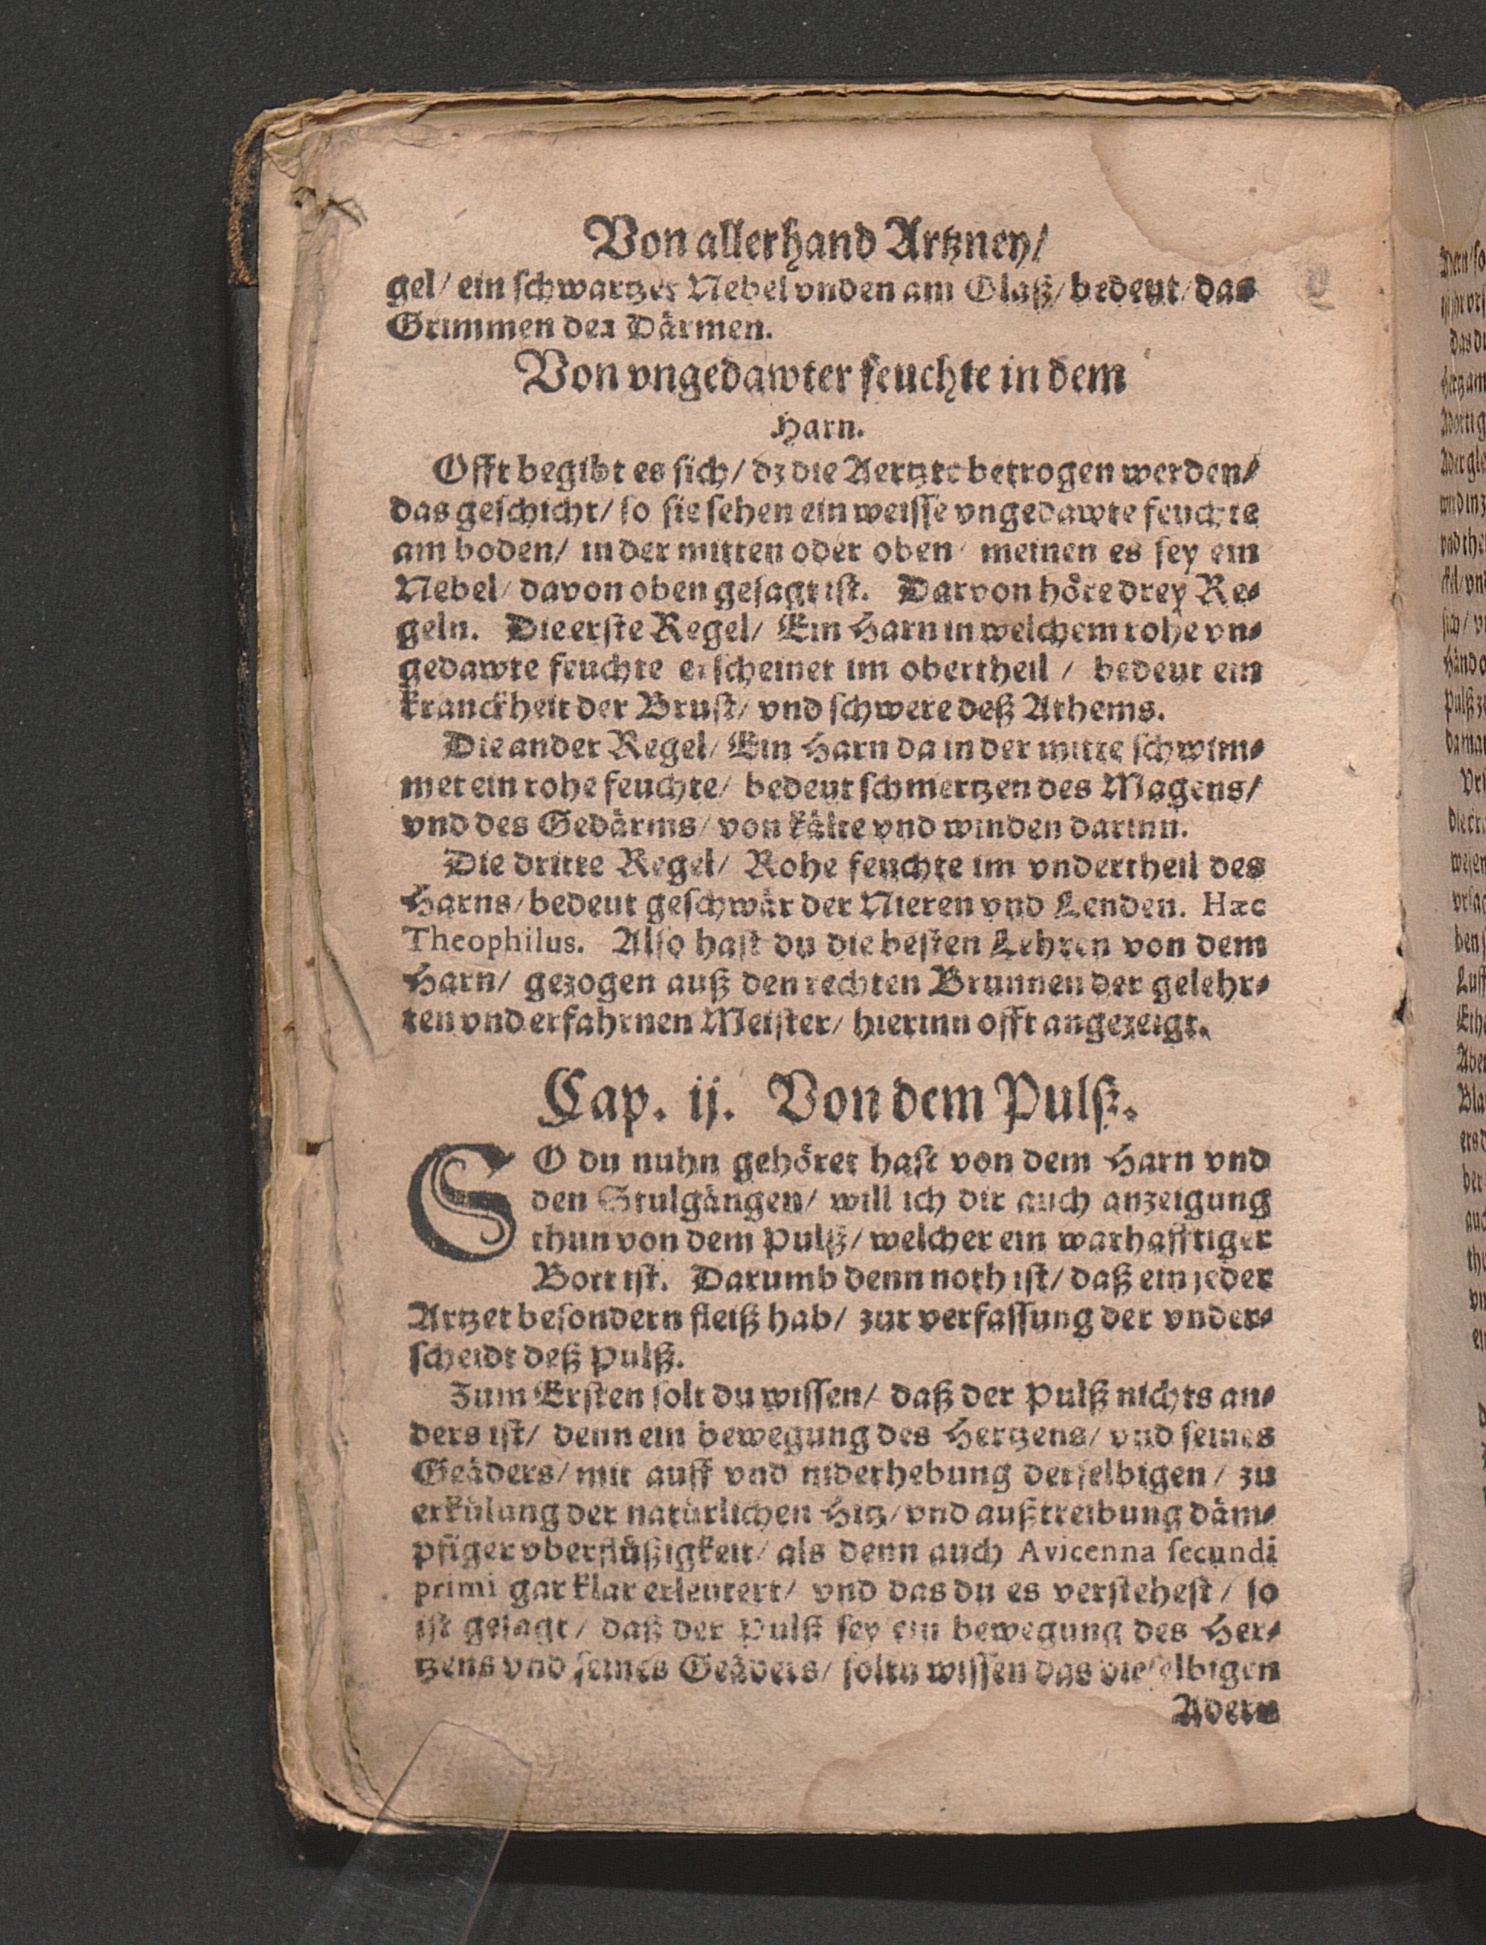 Von allerhand Artzney/
gel/ ein schwartzer Nebel vnden am Glaß/ bedeut/ das
Grimmen der Därmen.
Von vngedawter feuchte in dem
Harn.
Offt begibt es sich/ dz die Aertzte betrogen werden/
das geschicht/ so sie sehen ein weisse vngedawte feuchte
am boden/ in der mitten oder oben/ meinen es sey ein
Nebel/ davon oben gesagt ist. Darvon höre drey Re-
geln. Die erste Regel/ Ein Harn in welchem rohe vn-
gedawte feuchte erscheinet im obertheil / bedeut ein
kranckheit der Brust/ vnd schwere deß Athems.
Die ander Regel/ Ein Harn da in der mitte schwim-
met ein rohe feuchte/ bedeut schmertzen des Magens/
vnd des Gedärms/ von kälte vnd winden darinn.
Die dritte Regel/ Rohe feuchte im vndertheil des
Harns/ bedeut geschwär der Nieren vnd Lenden. Hæc
Theophilus. Also hast du die besten Lehren von dem
Harn/ gezogen auß den rechten Brunnen der gelehr-
ten vnd erfahrnen Meister/ hierinn offt angezeigt.
Cap. ij. Von dem Pulß.
SO du nuhn gehöret hast von dem Harn vnd
den Stulgängen/ will ich dir auch anzeigung
thun von dem Pulß/ welcher ein warhafftiger
Bott ist. Darumb denn noth ist/ daß ein jeder
Artzet besondern fleiß hab/ zur verfassung der vnder-
scheidt deß Pulß.
Zum Ersten solt du wissen/ daß der Pulß nichts an-
ders ist/ denn ein bewegung des Hertzens/ vnd seines
Geäders/ mit auff vnd niderhebung derselbigen / zu
erkülung der natürlichen Hitz/ vnd außtreibung däm-
pfiger vberflüßigkeit/ als denn auch Avicenna secundi
primi gar klar erleutert/ vnd das du es verstehest/ so
ist gesagt/ daß der Pulß sey ein bewegung des Her-
tzens vnd seines Geäders/ soltu wissen das dieselbigen
Adern